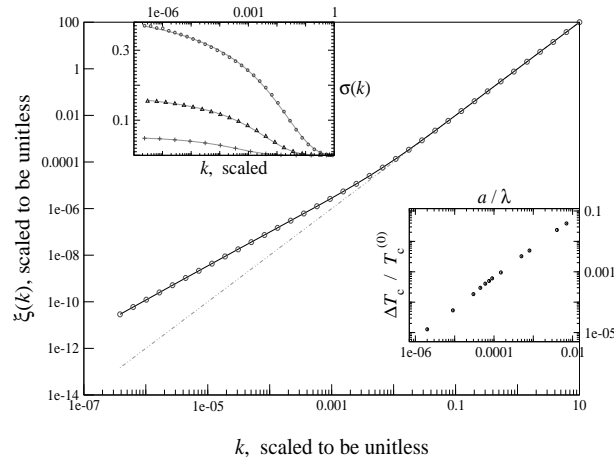 1e-06 0.001 1
0.3
0.1
σ(k)
k, scaled
100
1
0.01
0.0001
1e-06
1e-08
1e-10
1e-12
1e-14
ξ(k), scaled to be unitless
a / λ
0.1
0.001
1e-05
ΔT_c / T_c^(0)
1e-06 0.0001 0.01
1e-07 1e-05 0.001 0.1 10
k, scaled to be unitless